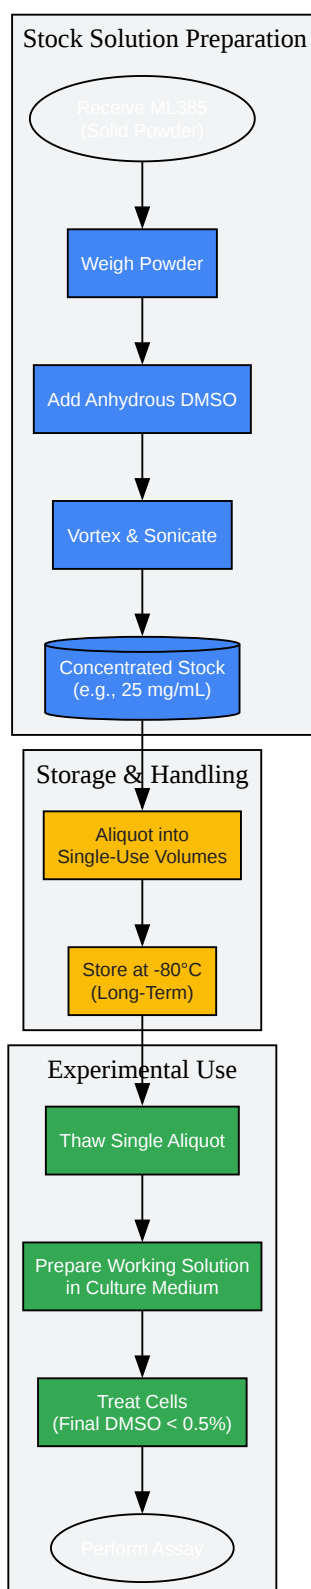 Stock Solution Preparation
Receive ML385
(Solid Powder)
Weigh Powder
Add Anhydrous DMSO
Vortex & Sonicate
Concentrated Stock
(e.g., 25 mg/mL)
Storage & Handling
Aliquot into
Single-Use Volumes
Store at -80°C
(Long-Term)
Experimental Use
Thaw Single Aliquot
Prepare Working Solution
in Culture Medium
Treat Cells
(Final DMSO < 0.5%)
Perform Assay